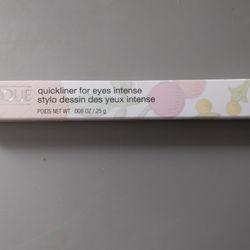 quickliner for eyes intense
stylo dessin des yeux intense
POIDS NET WT. .008 OZ/.25 g